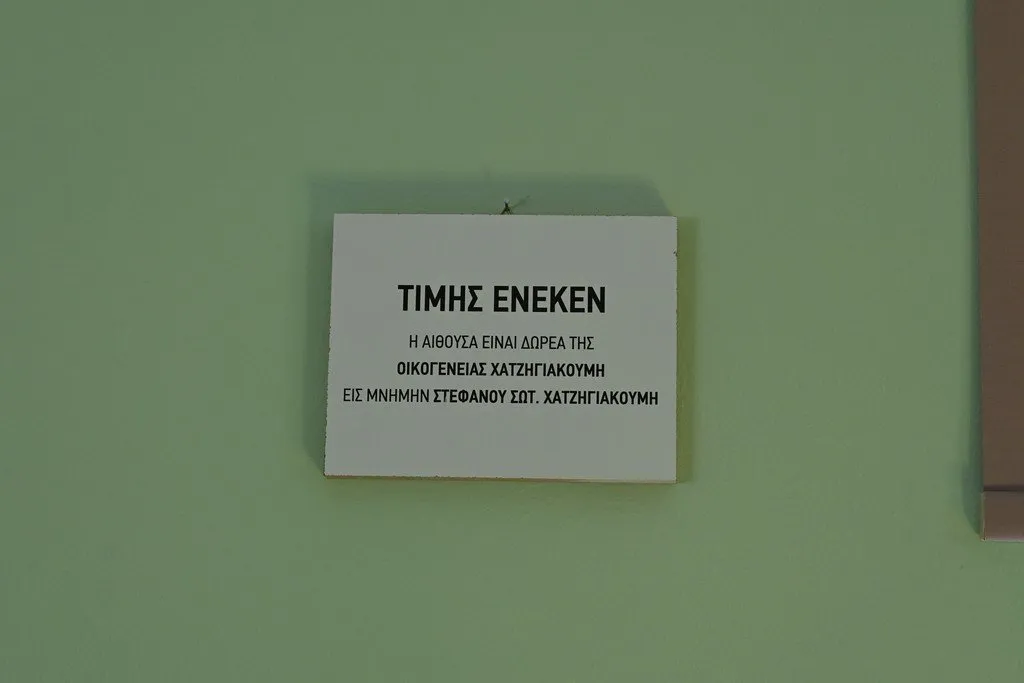 ΤΙΜΗΣ ΕΝΕΚΕΝ
Η ΑΙΘΟΥΣΑ ΕΙΝΑΙ ΔΩΡΕΑ ΤΗΣ
ΟΙΚΟΓΕΝΕΙΑΣ ΧΑΤΖΗΓΙΑΚΟΥΜΗ
ΕΙΣ ΜΝΗΜΗΝ ΣΤΕΦΑΝΟΥ ΣΩΤ. ΧΑΤΖΗΓΙΑΚΟΥΜΗ